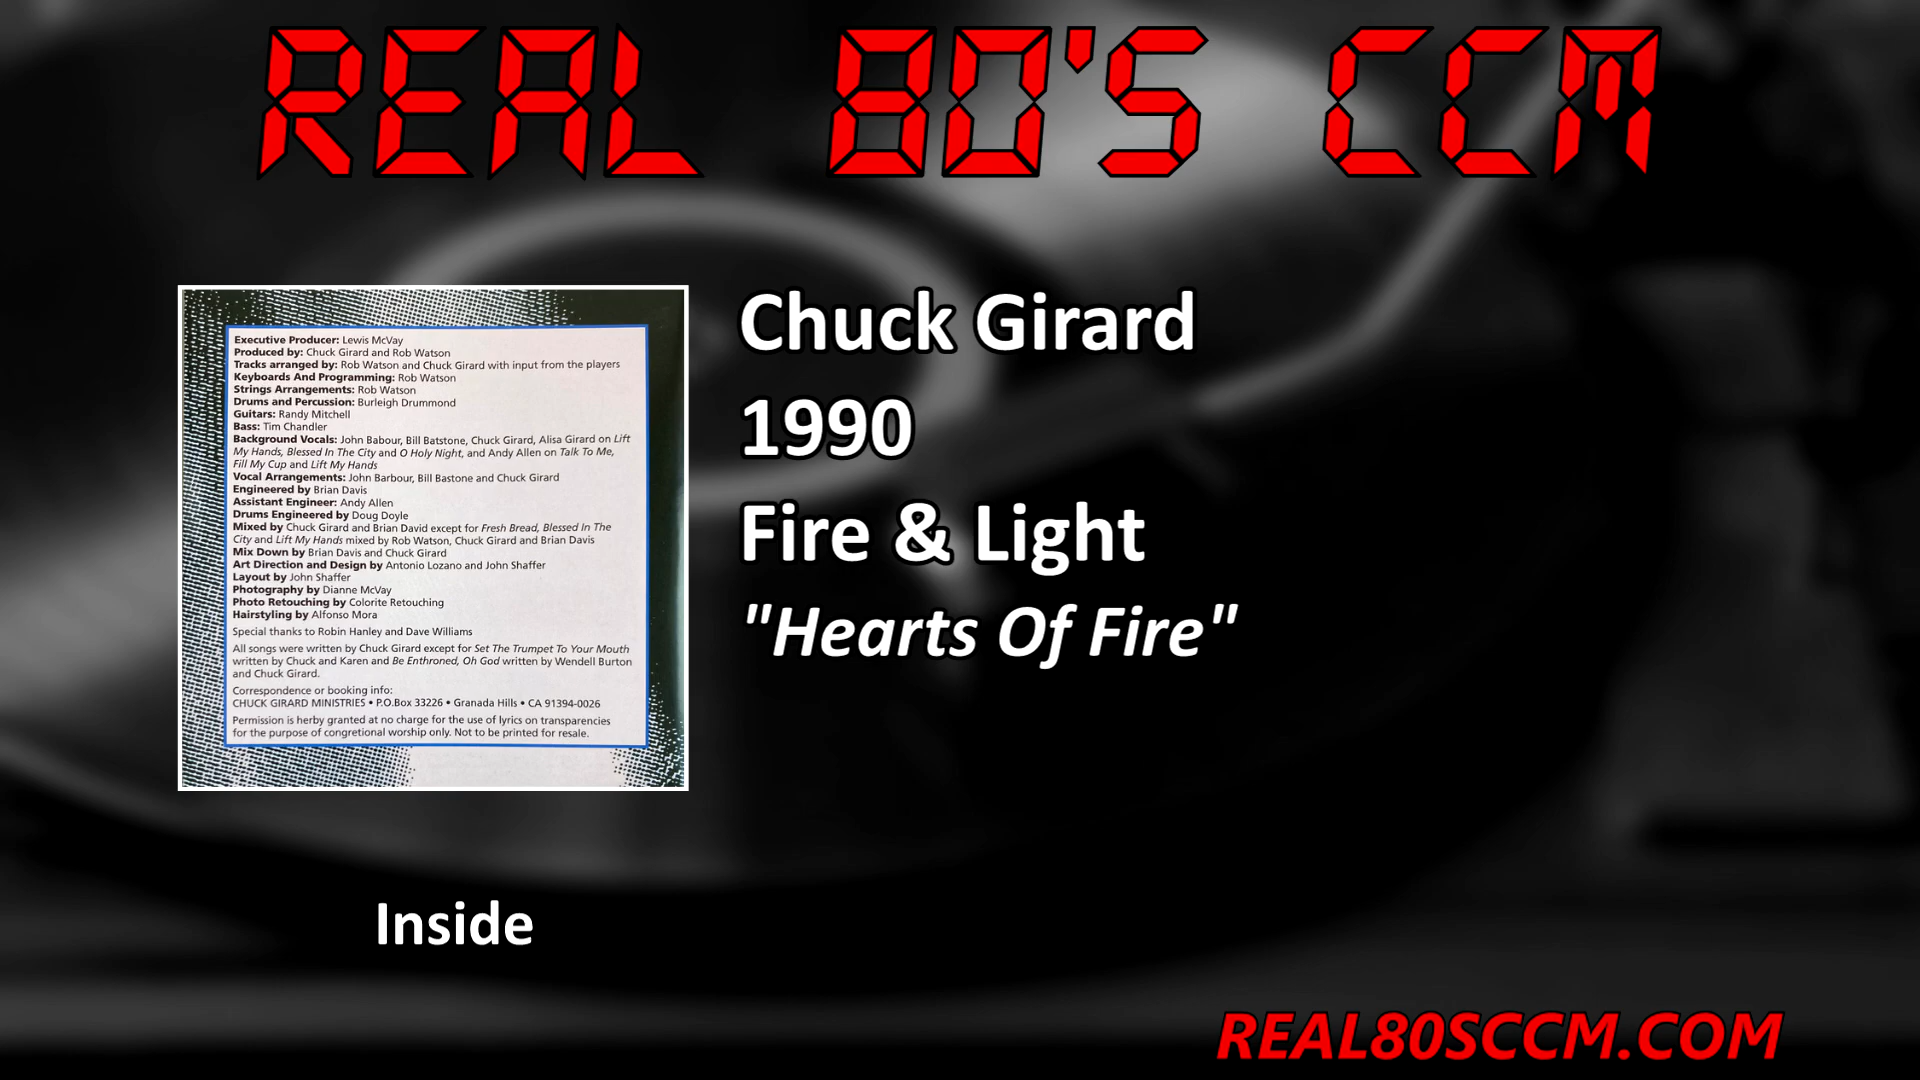 REAL 80'S CCM
Executive Producer: Lewis McVay
Produced by: Chuck Girard and Rob Watson
Tracks arranged by: Rob Watson and Chuck Girard with input from the players
Keyboards And Programming: Rob Watson
Strings Arrangements: Rob Watson
Drums and Percussion: Burleigh Drummond
Guitars: Randy Mitchell
Bass: Tim Chandler
Background Vocals: John Babour, Bill Batstone, Chuck Girard, Alisa Girard on Lift
My Hands, Blessed In The City and O Holy Night, and Andy Allen on Talk To Me,
Fill My Cup and Lift My Hands
Vocal Arrangements: John Barbour, Bill Bastone and Chuck Girard
Engineered by Brian Davis
Assistant Engineer: Andy Allen
Drums Engineered by Doug Doyle
Mixed by Chuck Girard and Brian David except for Fresh Bread, Blessed In The
City and Lift My Hands mixed by Rob Watson, Chuck Girard and Brian Davis
Mix Down by Brian Davis and Chuck Girard
Art Direction and Design by Antonio Lozano and John Shaffer
Layout by John Shaffer
Photography by Dianne McVay
Photo Retouching by Colorite Retouching
Hairstyling by Alfonso Mora
Special thanks to Robin Hanley and Dave Williams
All songs were written by Chuck Girard except for Set The Trumpet To Your Mouth
written by Chuck and Karen and Be Enthroned, Oh God written by Wendell Burton
and Chuck Girard.
Correspondence or booking info:
CHUCK GIRARD MINISTRIES • P.O.Box 33226 • Granada Hills • CA 91394-0026
Permission is herby granted at no charge for the use of lyrics on transparencies
for the purpose of congretional worship only. Not to be printed for resale.
Chuck Girard
1990
Fire & Light
"Hearts Of Fire"
Inside
REAL80SCCM.COM